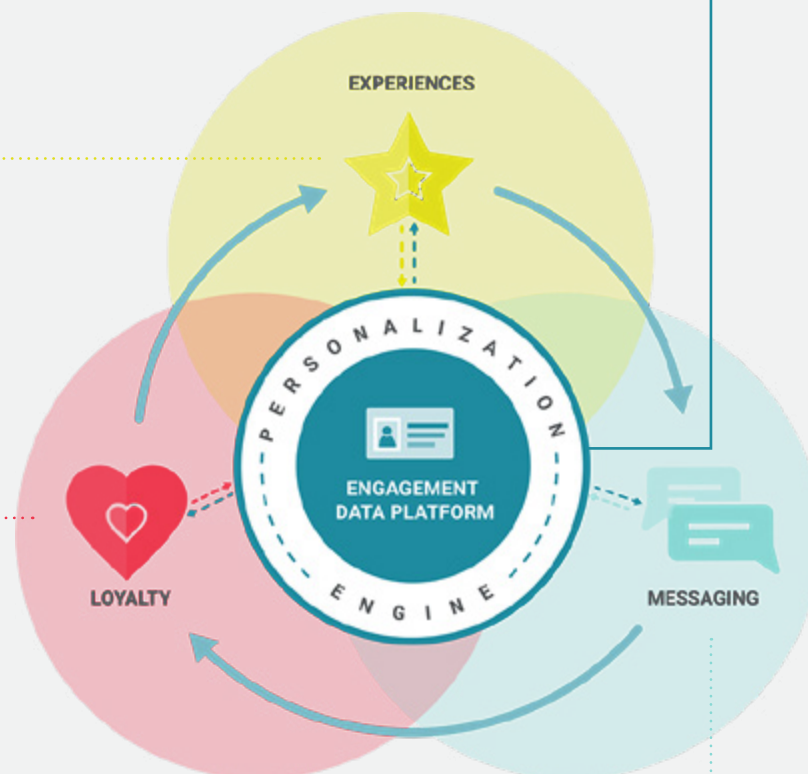 EXPERIENCES
PERSONALIZATION
ENGAGEMENT
DATA PLATFORM
ENGINE
LOYALTY
MESSAGING